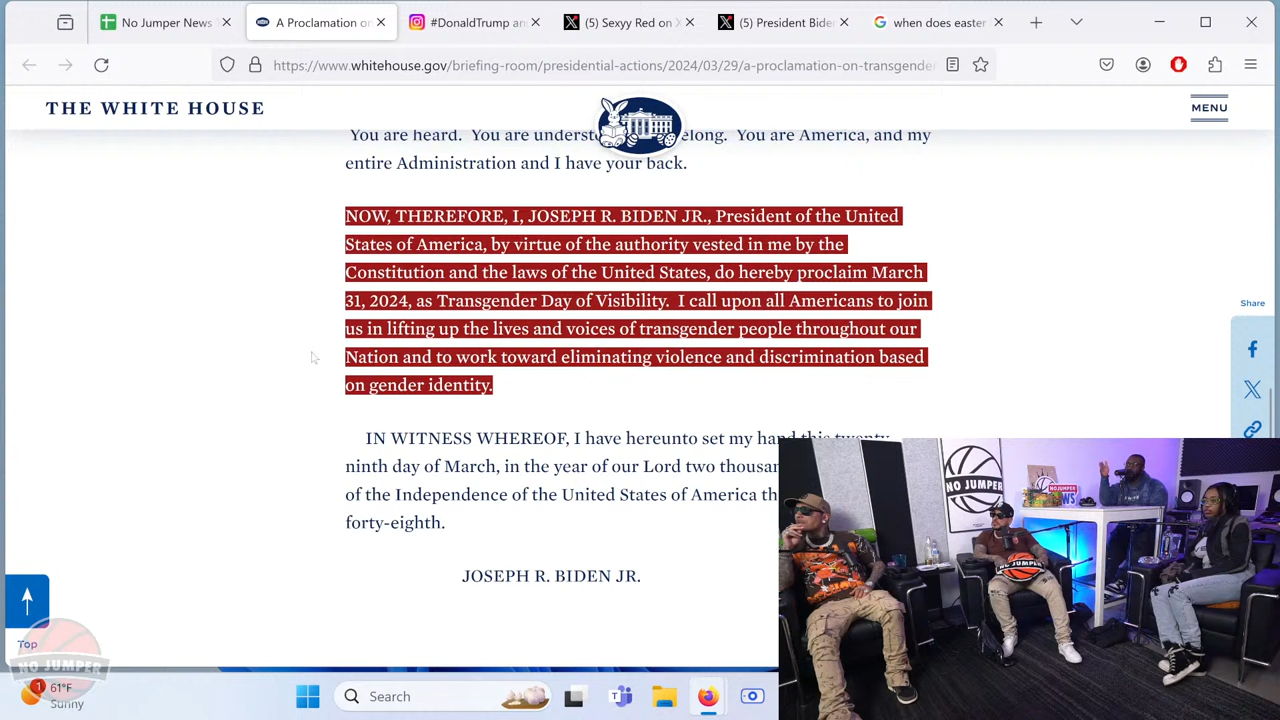 No Jumper News
A Proclamation on
#DonaldTrump an
(5) Sexyy Red on X
(5) President Bide
when does easter
https://www.whitehouse.gov/briefing-room/presidential-actions/2024/03/29/a-proclamation-on-transgende
THE WHITE HOUSE
MENU
You are heard. You are underst elong. You are America, and my
entire Administration and I have your back.
NOW, THEREFORE, I, JOSEPH R. BIDEN JR., President of the United
States of America, by virtue of the authority vested in me by the
Constitution and the laws of the United States, do hereby proclaim March
31, 2024, as Transgender Day of Visibility. I call upon all Americans to join
us in lifting up the lives and voices of transgender people throughout our
Nation and to work toward eliminating violence and discrimination based
on gender identity.
Share
IN WITNESS WHEREOF, I have hereunto set my hand this twenty-
ninth day of March, in the year of our Lord two thousan
of the Independence of the United States of America th
forty-eighth.
JOSEPH R. BIDEN JR.
Top
NO JUMPER
NO JUMPER
NOJUMPER
NEWS
NO JUMPER
1
61°F
Sunny
Search